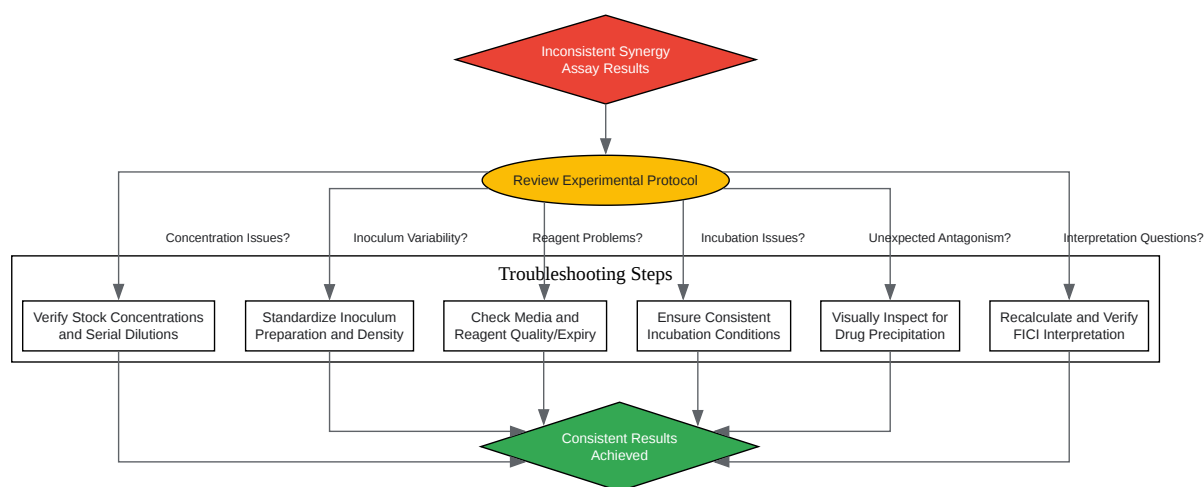 Inconsistent Synergy
Assay Results
Review Experimental Protocol
Concentration Issues?
Inoculum Variability?
Reagent Problems?
Incubation Issues?
Unexpected Antagonism?
Interpretation Questions?
Troubleshooting Steps
Verify Stock Concentrations
and Serial Dilutions
Standardize Inoculum
Preparation and Density
Check Media and
Reagent Quality/Expiry
Ensure Consistent
Incubation Conditions
Visually Inspect for
Drug Precipitation
Recalculate and Verify
FICI Interpretation
Consistent Results
Achieved